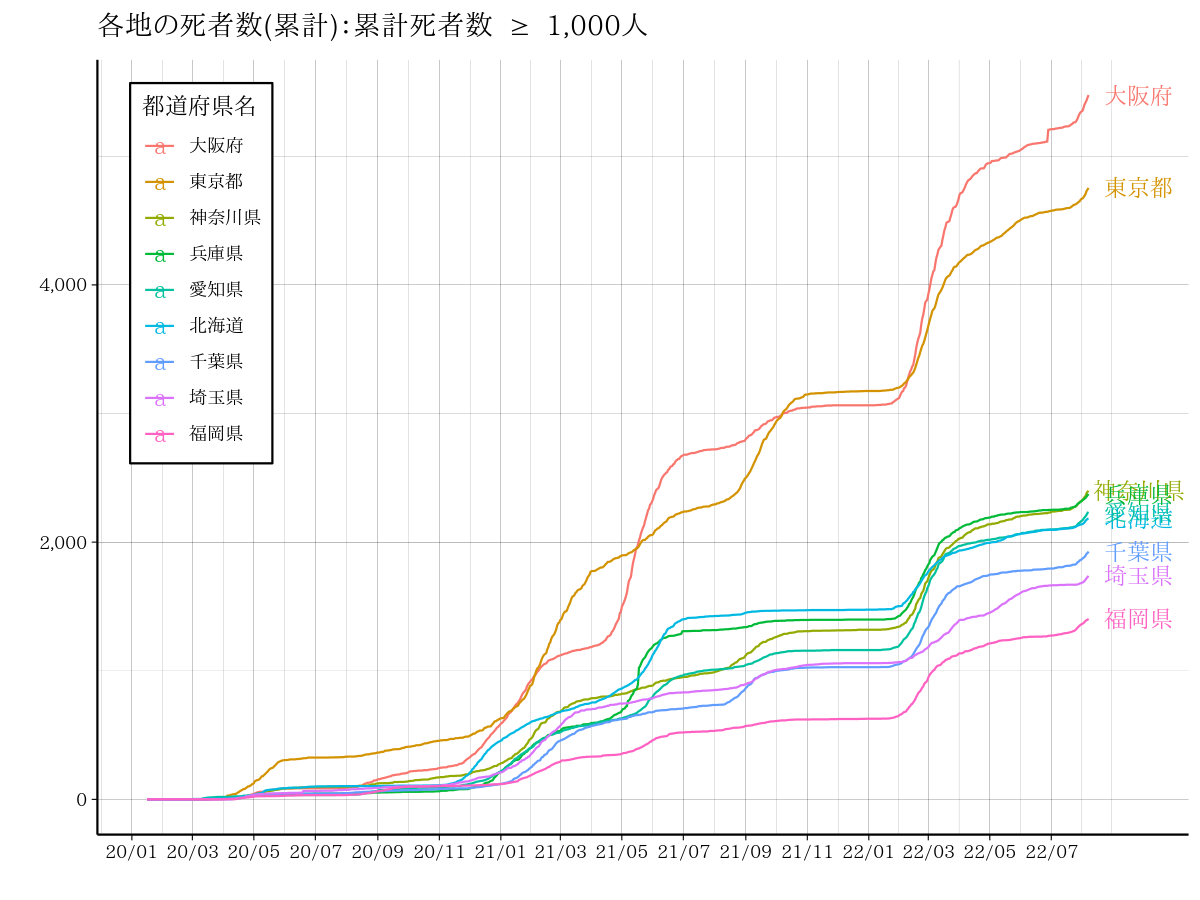 各地の死者数(累計):累計死者数 ≥ 1,000人
都道府県名
a 大阪府
a 東京都
a 神奈川県
a 兵庫県
a 愛知県
a 北海道
a 千葉県
a 埼玉県
a 福岡県
大阪府
東京都
神奈川県
兵庫県
愛知県
北海道
千葉県
埼玉県
福岡県
4,000
2,000
0
20/01 20/03 20/05 20/07 20/09 20/11 21/01 21/03 21/05 21/07 21/09 21/11 22/01 22/03 22/05 22/07